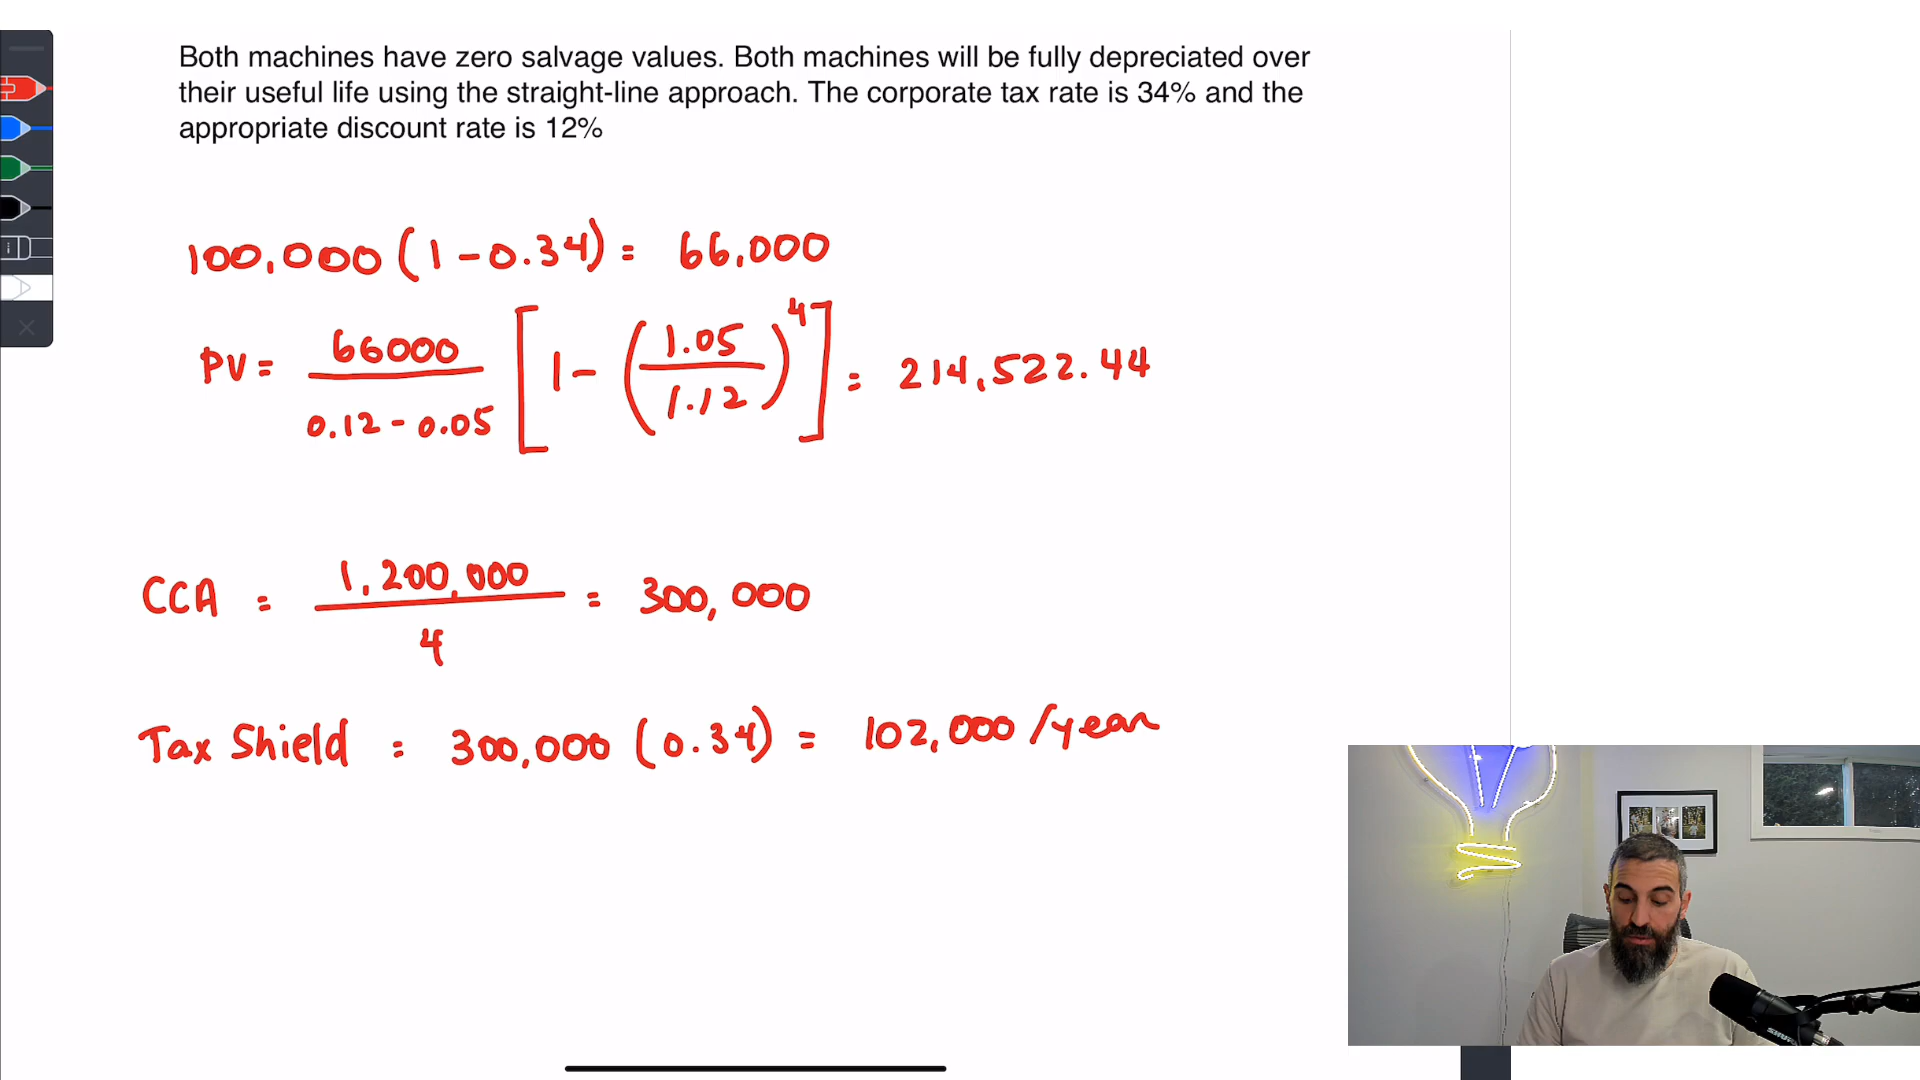 Both machines have zero salvage values. Both machines will be fully depreciated over
their useful life using the straight-line approach. The corporate tax rate is 34% and the
appropriate discount rate is 12%
100,000 (1-0.34) = 66,000
PV = 66000 / 0.12-0.05 [1-(1.05/1.12)^4] = 214,522.44
CCA = 1,200,000 / 4 = 300,000
Tax Shield = 300,000 (0.34) = 102,000 /year